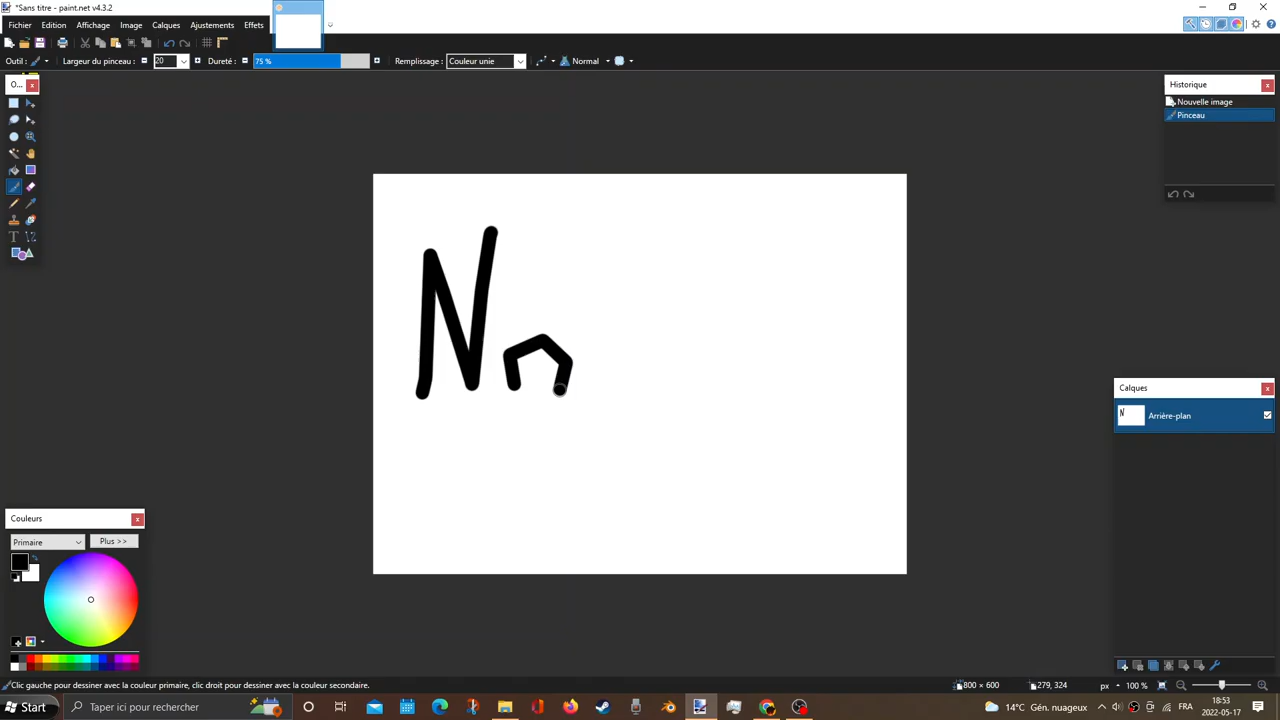 *Sans titre - paint.net v4.3.2
Fichier Edition Affichage Image Calques Ajustements Effets
Outil : Largeur du pinceau : 20 Dureté : 75 % Remplissage : Couleur unie Normal
O...
Historique
Nouvelle image
Pinceau
Nn
Calques
Arrière-plan
Couleurs
Primaire Plus >>
Clic gauche pour dessiner avec la couleur primaire, clic droit pour dessiner avec la couleur secondaire. 800 × 600 279, 324 px 100 %
Start Taper ici pour rechercher 14°C Gén. nuageux 18:53
2022-05-17